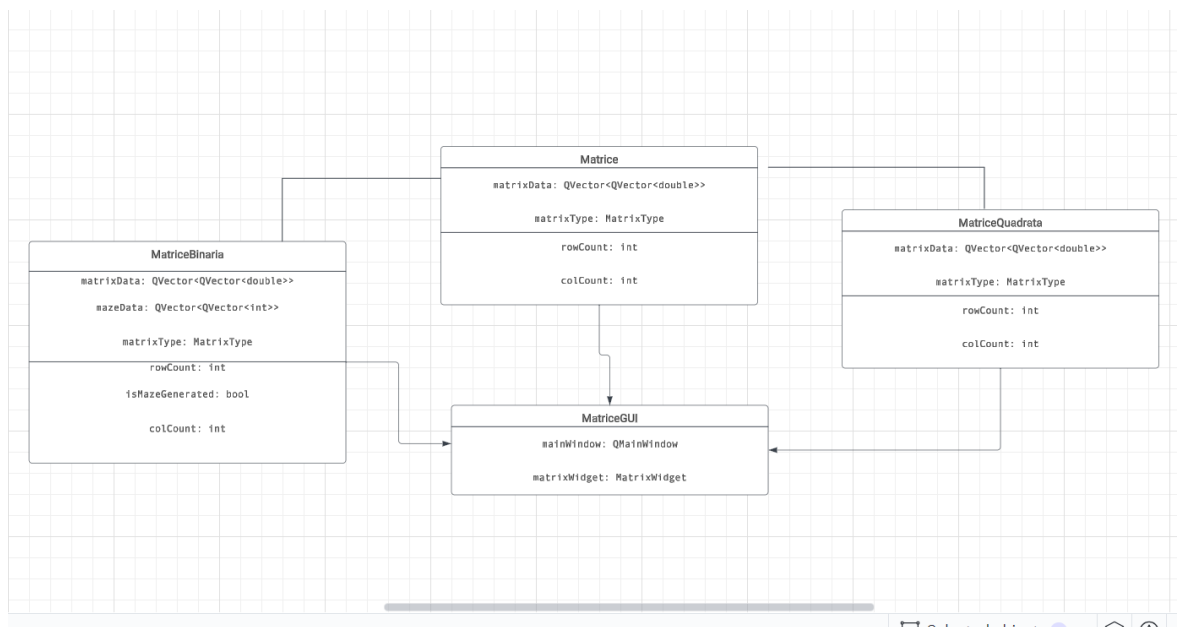 Matrice
matrixData: QVector<QVector<double>>
matrixType: MatrixType
rowCount: int
colCount: int
MatriceQuadrata
matrixData: QVector<QVector<double>>
matrixType: MatrixType
rowCount: int
colCount: int
MatriceBinaria
matrixData: QVector<QVector<double>>
mazeData: QVector<QVector<int>>
matrixType: MatrixType
rowCount: int
isMazeGenerated: bool
colCount: int
MatriceGUI
mainWindow: QMainWindow
matrixWidget: MatrixWidget